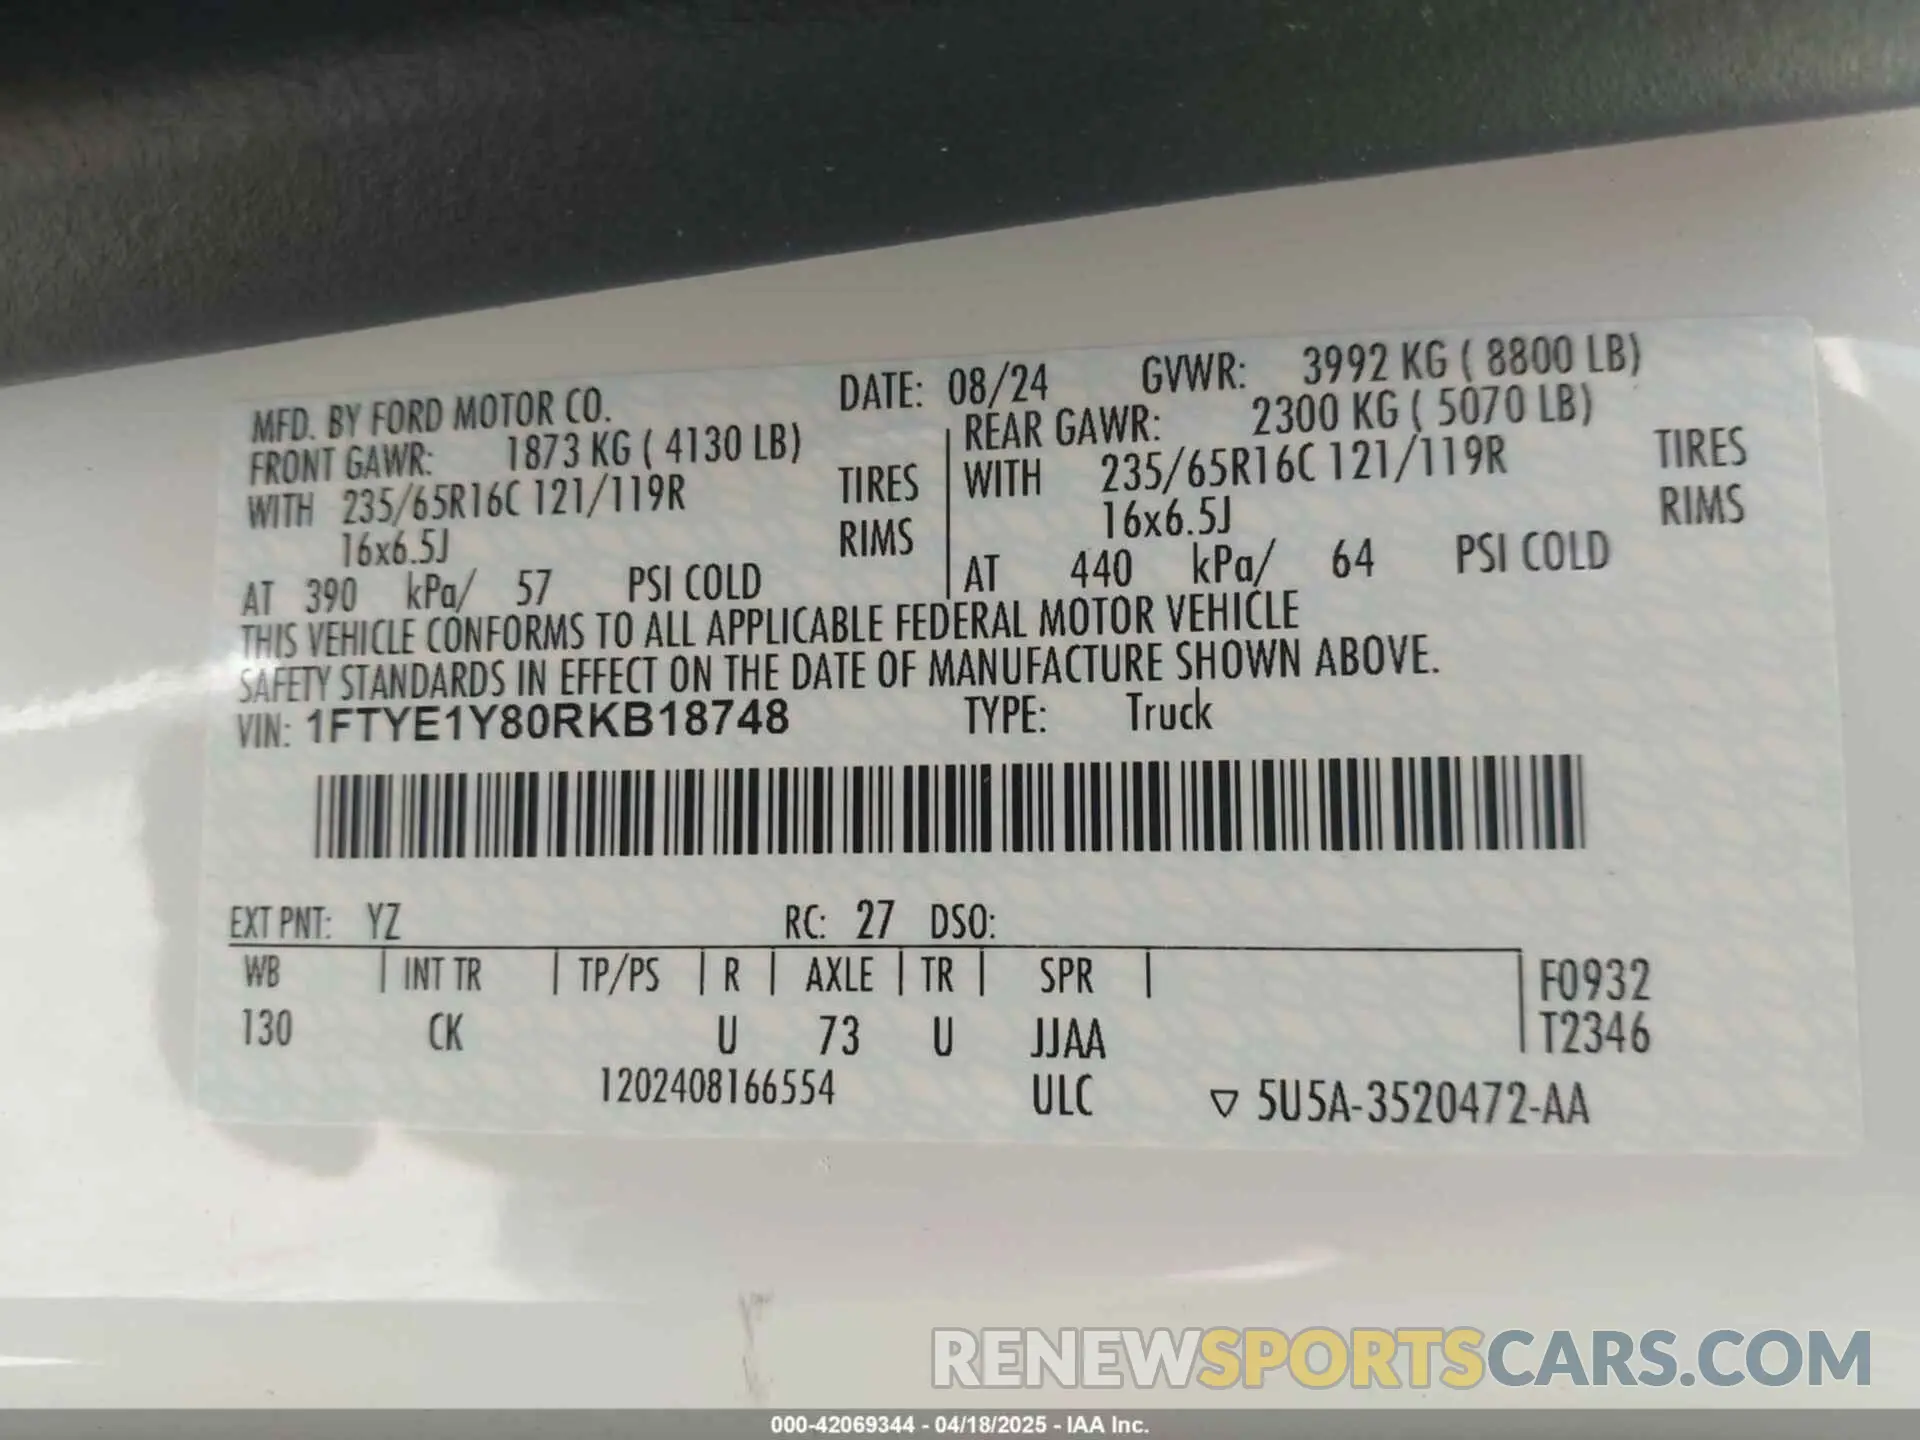 MFD. BY FORD MOTOR CO. DATE: 08/24 GVWR: 3992 KG ( 8800 LB)
FRONT GAWR: 1873 KG ( 4130 LB) REAR GAWR: 2300 KG ( 5070 LB)
WITH 235/65R16C 121/119R TIRES WITH 235/65R16C 121/119R TIRES
16x6.5J RIMS 16x6.5J RIMS
AT 390 kPa/ 57 PSI COLD AT 440 kPa/ 64 PSI COLD
THIS VEHICLE CONFORMS TO ALL APPLICABLE FEDERAL MOTOR VEHICLE
SAFETY STANDARDS IN EFFECT ON THE DATE OF MANUFACTURE SHOWN ABOVE.
VIN: 1FTYE1Y80RKB18748 TYPE: Truck
EXT PNT: YZ RC: 27 DSO:
WB | INT TR | TP/PS | R | AXLE | TR | SPR | F0932
130 CK U 73 U JJAA T2346
1202408166554 ULC ▽ 5U5A-3520472-AA
RENEWSPORTSCARS.COM
000-42069344 - 04/18/2025 - IAA Inc.